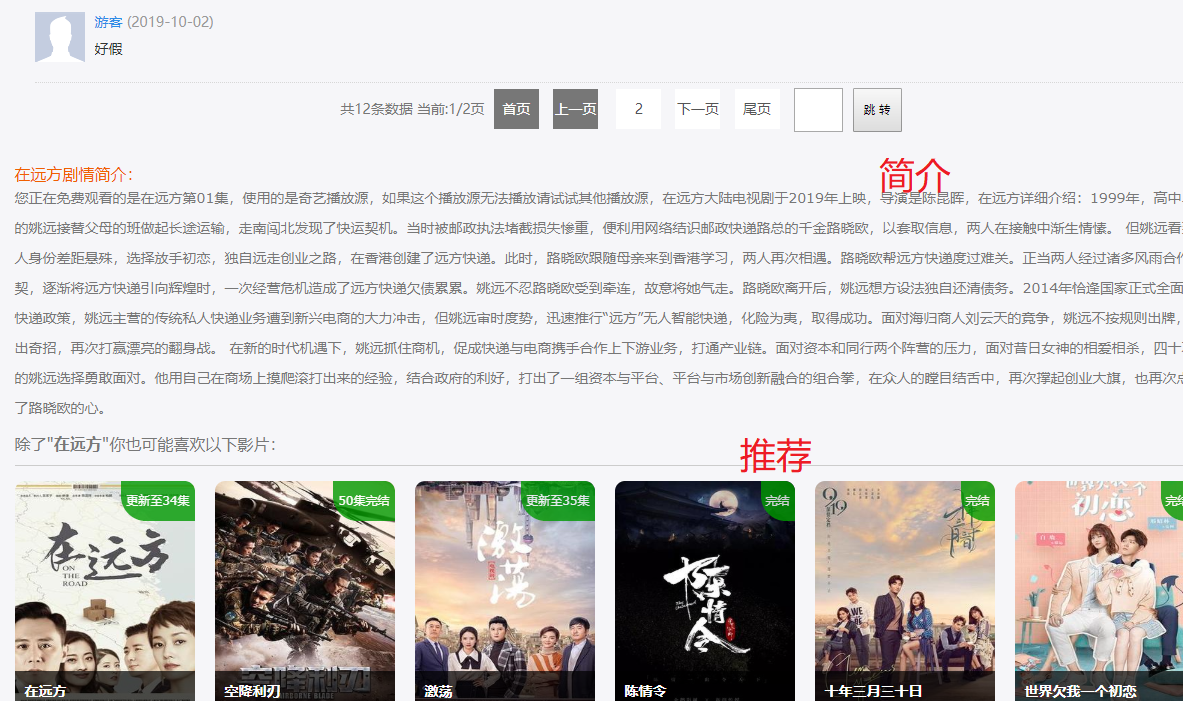 游客 (2019-10-02)
好假
共12条数据 当前:1/2页 首页 上一页 2 下一页 尾页 跳 转
简介
在远方剧情简介：
您正在免费观看的是在远方第01集，使用的是奇艺播放源，如果这个播放源无法播放请试试其他播放源，在远方大陆电视剧于2019年上映，导演是陈昆晖，在远方详细介绍：1999年，高中
的姚远接替父母的班做起长途运输，走南闯北发现了快运契机。当时被邮政执法堵截损失惨重，便利用网络结识邮政快递路总的千金路晓欧，以套取信息，两人在接触中渐生情愫。 但姚远看
人身份差距悬殊，选择放手初恋，独自远走创业之路，在香港创建了远方快递。此时，路晓欧跟随母亲来到香港学习，两人再次相遇。路晓欧帮远方快递度过难关。正当两人经过诸多风雨合作
契，逐渐将远方快递引向辉煌时，一次经营危机造成了远方快递欠债累累。姚远不忍路晓欧受到牵连，故意将她气走。路晓欧离开后，姚远想方设法独自还清债务。2014年恰逢国家正式全面
快递政策，姚远主营的传统私人快递业务遭到新兴电商的大力冲击，但姚远审时度势，迅速推行“远方”无人智能快递，化险为夷，取得成功。面对海归商人刘云天的竞争，姚远不按规则出牌，
出奇招，再次打赢漂亮的翻身战。 在新的时代机遇下，姚远抓住商机，促成快递与电商携手合作上下游业务，打通产业链。面对资本和同行两个阵营的压力，面对昔日女神的相爱相杀，四十
的姚远选择勇敢面对。他用自己在商场上摸爬滚打出来的经验，结合政府的利好，打出了一组资本与平台、平台与市场创新融合的组合拳，在众人的瞠目结舌中，再次撑起创业大旗，也再次点
了路晓欧的心。
除了"在远方"你也可能喜欢以下影片：
推荐
更新至34集 50集完结 更新至35集 完结 完结 完结
在远方
ON
THE
ROAD
空降利刃
激荡
陈情令
919
十年三月三十日
世界欠我一个初恋
在远方 空降利刃 激荡 陈情令 十年三月三十日 世界欠我一个初恋